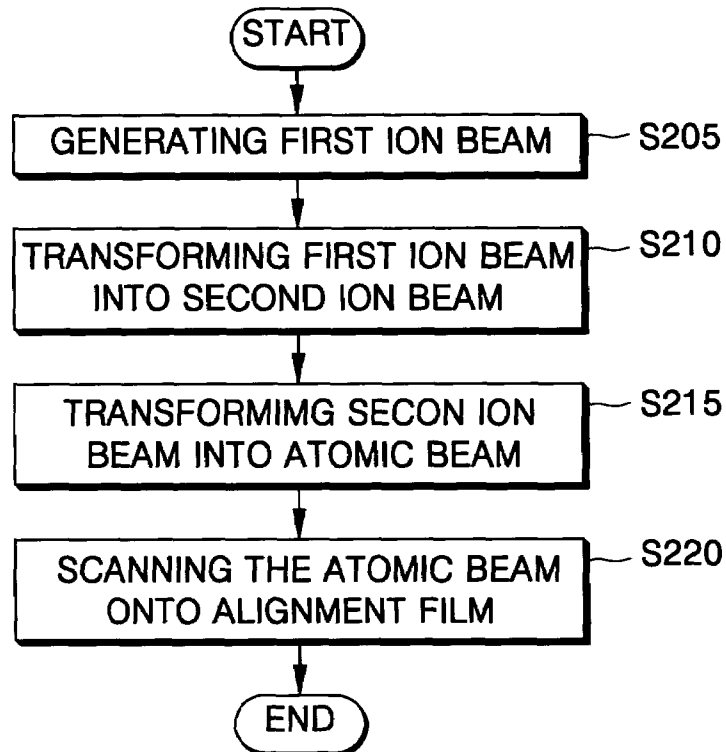 START
GENERATING FIRST ION BEAM
S205
TRANSFORMING FIRST ION BEAM
INTO SECOND ION BEAM
S210
TRANSFORMIMG SECON ION
BEAM INTO ATOMIC BEAM
S215
SCANNING THE ATOMIC BEAM
ONTO ALIGNMENT FILM
S220
END